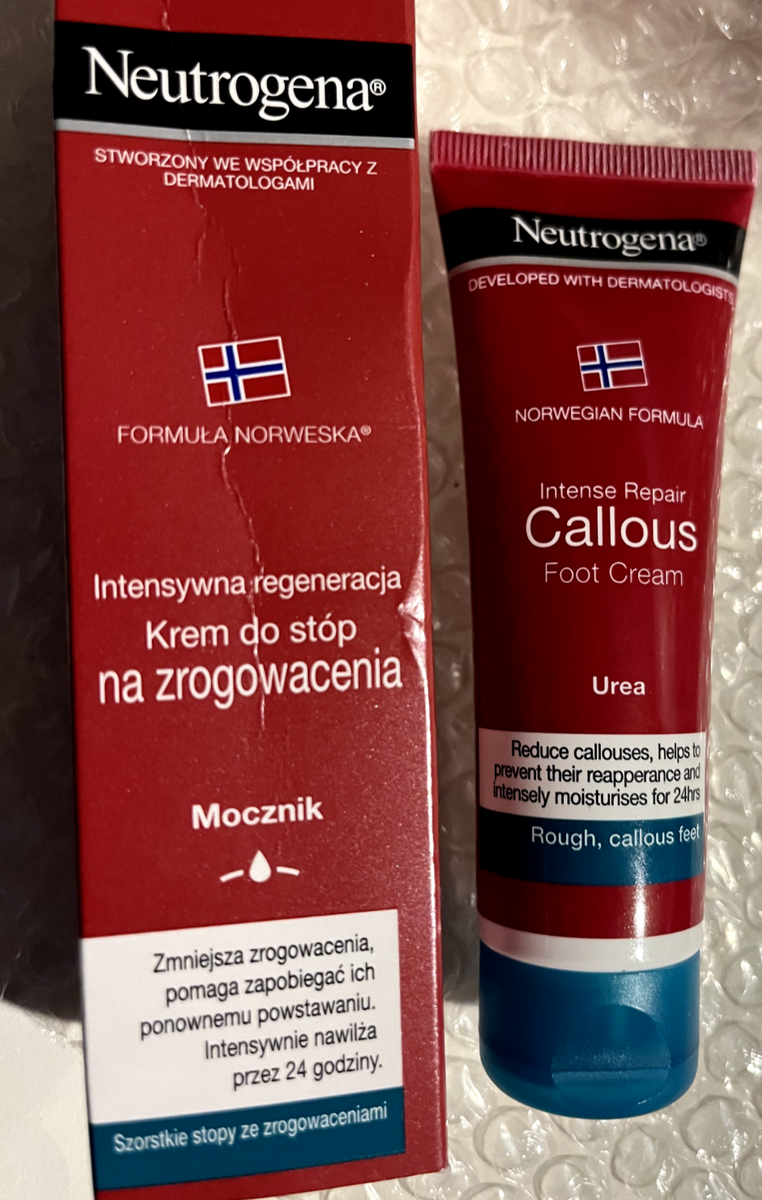 Neutrogena®
STWORZONY WE WSPÓŁPRACY Z
DERMATOLOGAMI
FORMUŁA NORWESKA®
Intensywna regeneracja
Krem do stóp
na zrogowacenia
Mocznik
Zmniejsza zrogowacenia,
pomaga zapobiegać ich
ponownemu powstawaniu.
Intensywnie nawilża
przez 24 godziny.
Szorstkie stopy ze zrogowaceniami
Neutrogena®
DEVELOPED WITH DERMATOLOGISTS
NORWEGIAN FORMULA
Intense Repair
Callous
Foot Cream
Urea
Reduce callouses, helps to
prevent their reapperance and
intensely moisturises for 24hrs
Rough, callous feet